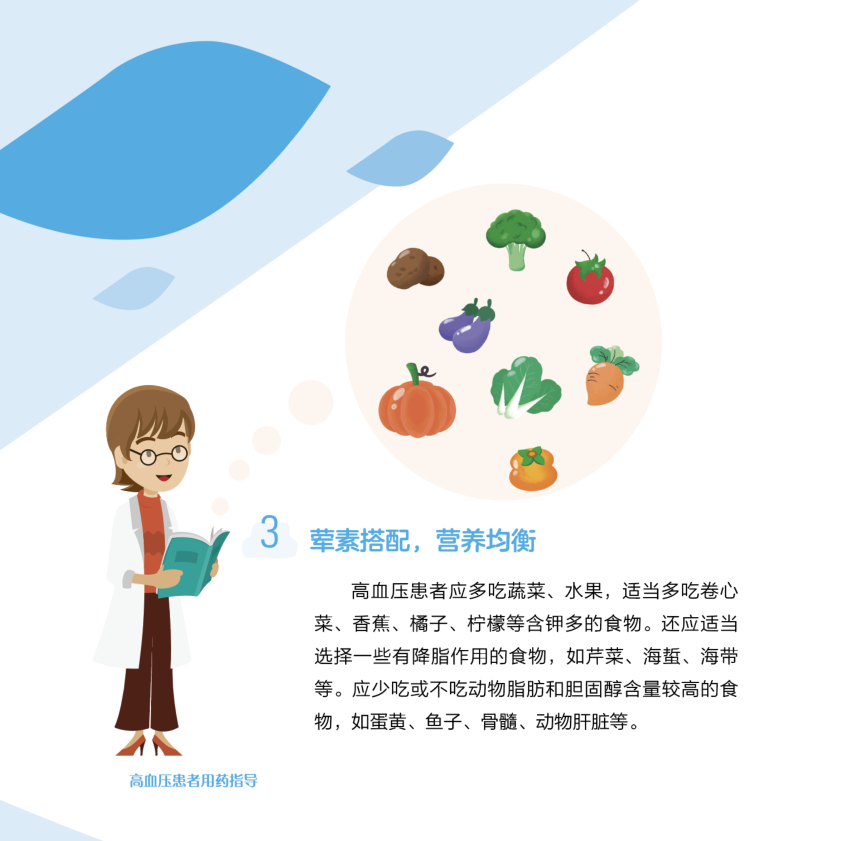 3 荤素搭配，营养均衡
高血压患者应多吃蔬菜、水果，适当多吃卷心
菜、香蕉、橘子、柠檬等含钾多的食物。还应适当
选择一些有降脂作用的食物，如芹菜、海蜇、海带
等。应少吃或不吃动物脂肪和胆固醇含量较高的食
物，如蛋黄、鱼子、骨髓、动物肝脏等。
高血压患者用药指导